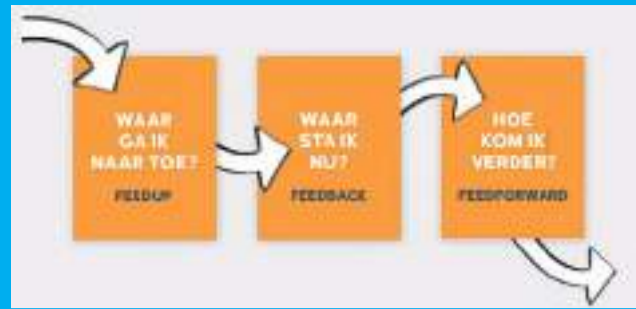 WAAR
GA IK
NAAR TOE?
FEEDUP
WAAR
STA IK
NU?
FEEDBACK
HOE
KOM IK
VERDER?
FEEDFORWARD